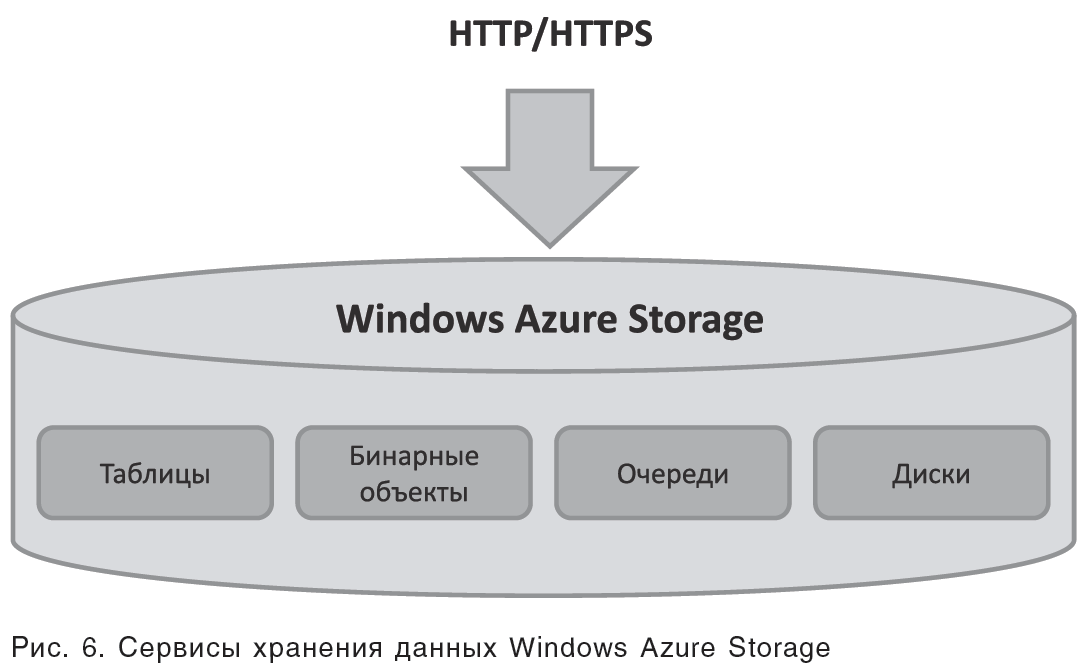 HTTP/HTTPS
Windows Azure Storage
Таблицы
Бинарные
объекты
Очереди
Диски
Рис. 6. Сервисы хранения данных Windows Azure Storage